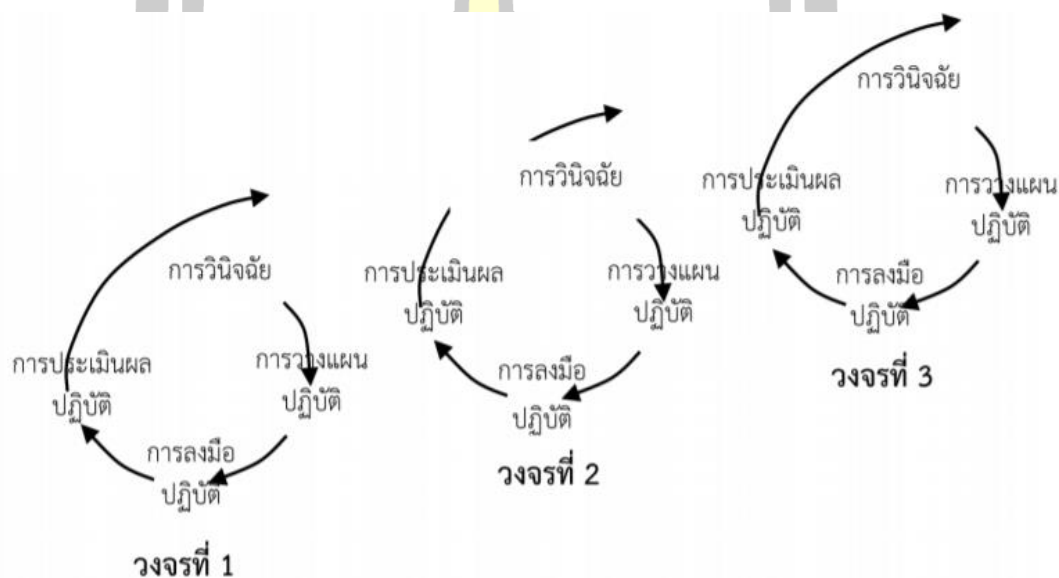 การวินิจฉัย
การประเมินผล
ปฏิบัติ
การวางแผน
ปฏิบัติ
การลงมือ
ปฏิบัติ
วงจรที่ 1
การวินิจฉัย
การประเมินผล
ปฏิบัติ
การวางแผน
ปฏิบัติ
การลงมือ
ปฏิบัติ
วงจรที่ 2
การวินิจฉัย
การประเมินผล
ปฏิบัติ
การวางแผน
ปฏิบัติ
การลงมือ
ปฏิบัติ
วงจรที่ 3